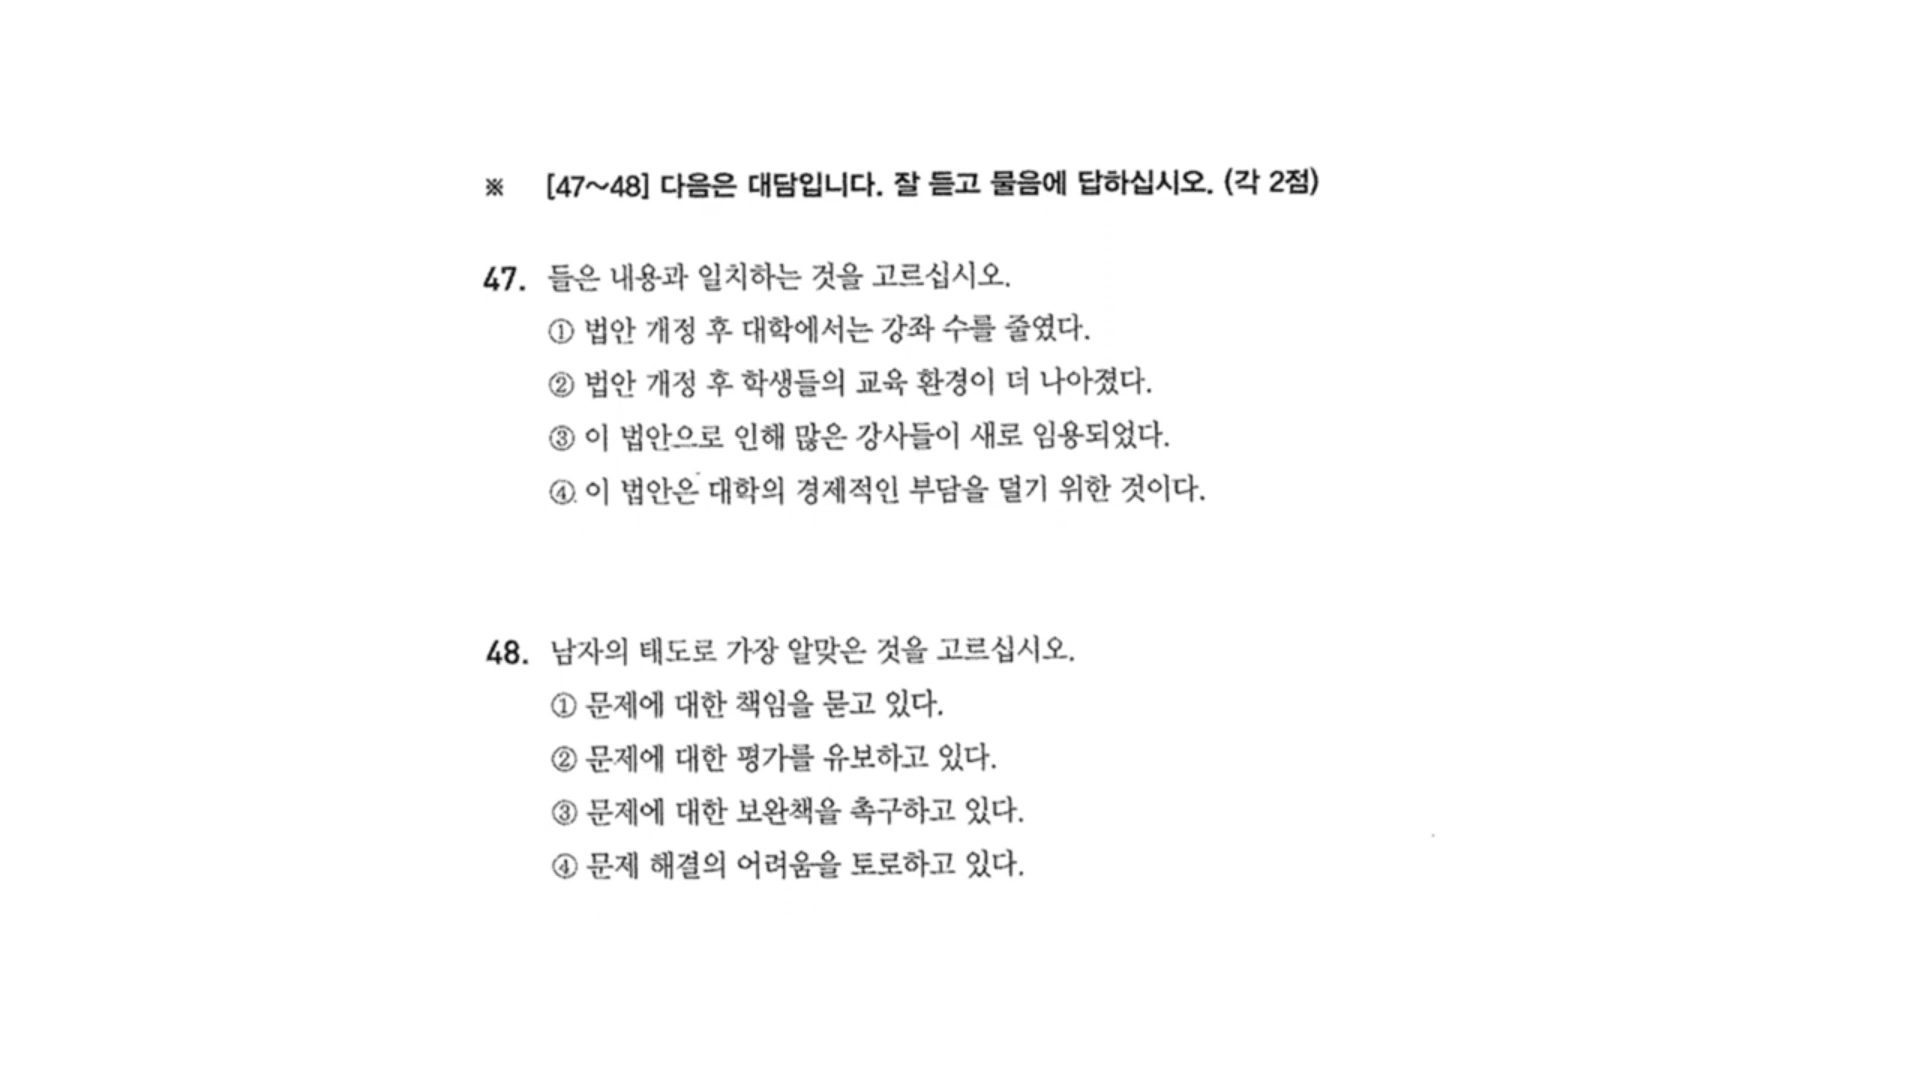 ※ [47~48] 다음은 대담입니다. 잘 듣고 물음에 답하십시오. (각 2점)
47. 들은 내용과 일치하는 것을 고르십시오.
① 법안 개정 후 대학에서는 강좌 수를 줄였다.
② 법안 개정 후 학생들의 교육 환경이 더 나아졌다.
③ 이 법안으로 인해 많은 강사들이 새로 임용되었다.
④ 이 법안은 대학의 경제적인 부담을 덜기 위한 것이다.
48. 남자의 태도로 가장 알맞은 것을 고르십시오.
① 문제에 대한 책임을 묻고 있다.
② 문제에 대한 평가를 유보하고 있다.
③ 문제에 대한 보완책을 촉구하고 있다.
④ 문제 해결의 어려움을 토로하고 있다.